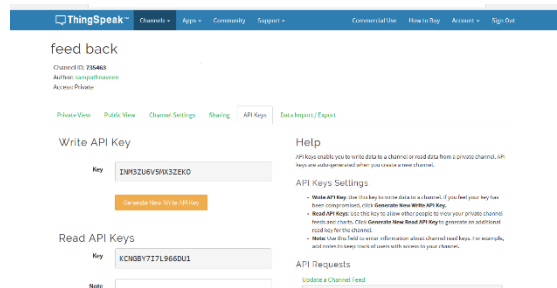 ThingSpeak™ Channels Apps Community Support Commercial Use How to Buy Account Sign Out
feed back
Channel ID: 735463
Author: sampathnaveen
Access: Private
Private View Public View Channel Settings Sharing API Keys Data Import / Export
Write API Key
Key INM3ZU6V5MX3ZEKO
Generate New Write API Key
Read API Keys
Key KCNGBY7I7L966DU1
Note
Help
API keys enable you to write data to a channel or read data from a private channel. API
keys are auto-generated when you create a new channel.
API Keys Settings
• Write API Key: Use this key to write data to a channel. If you feel your key has
been compromised, click Generate New Write API Key.
• Read API Keys: Use this key to allow other people to view your private channel
feeds and charts. Click Generate New Read API Key to generate an additional
read key for the channel.
• Note: Use this field to enter information about channel read keys. For example,
add notes to keep track of users with access to your channel.
API Requests
Update a Channel Feed